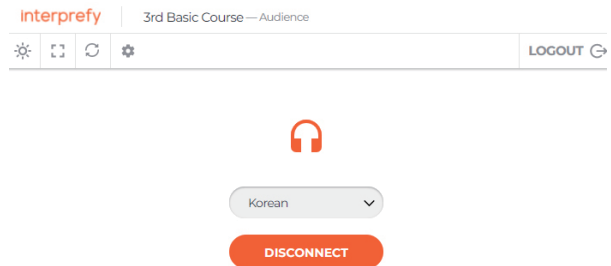 interprefy 3rd Basic Course — Audience
LOGOUT
Korean
DISCONNECT